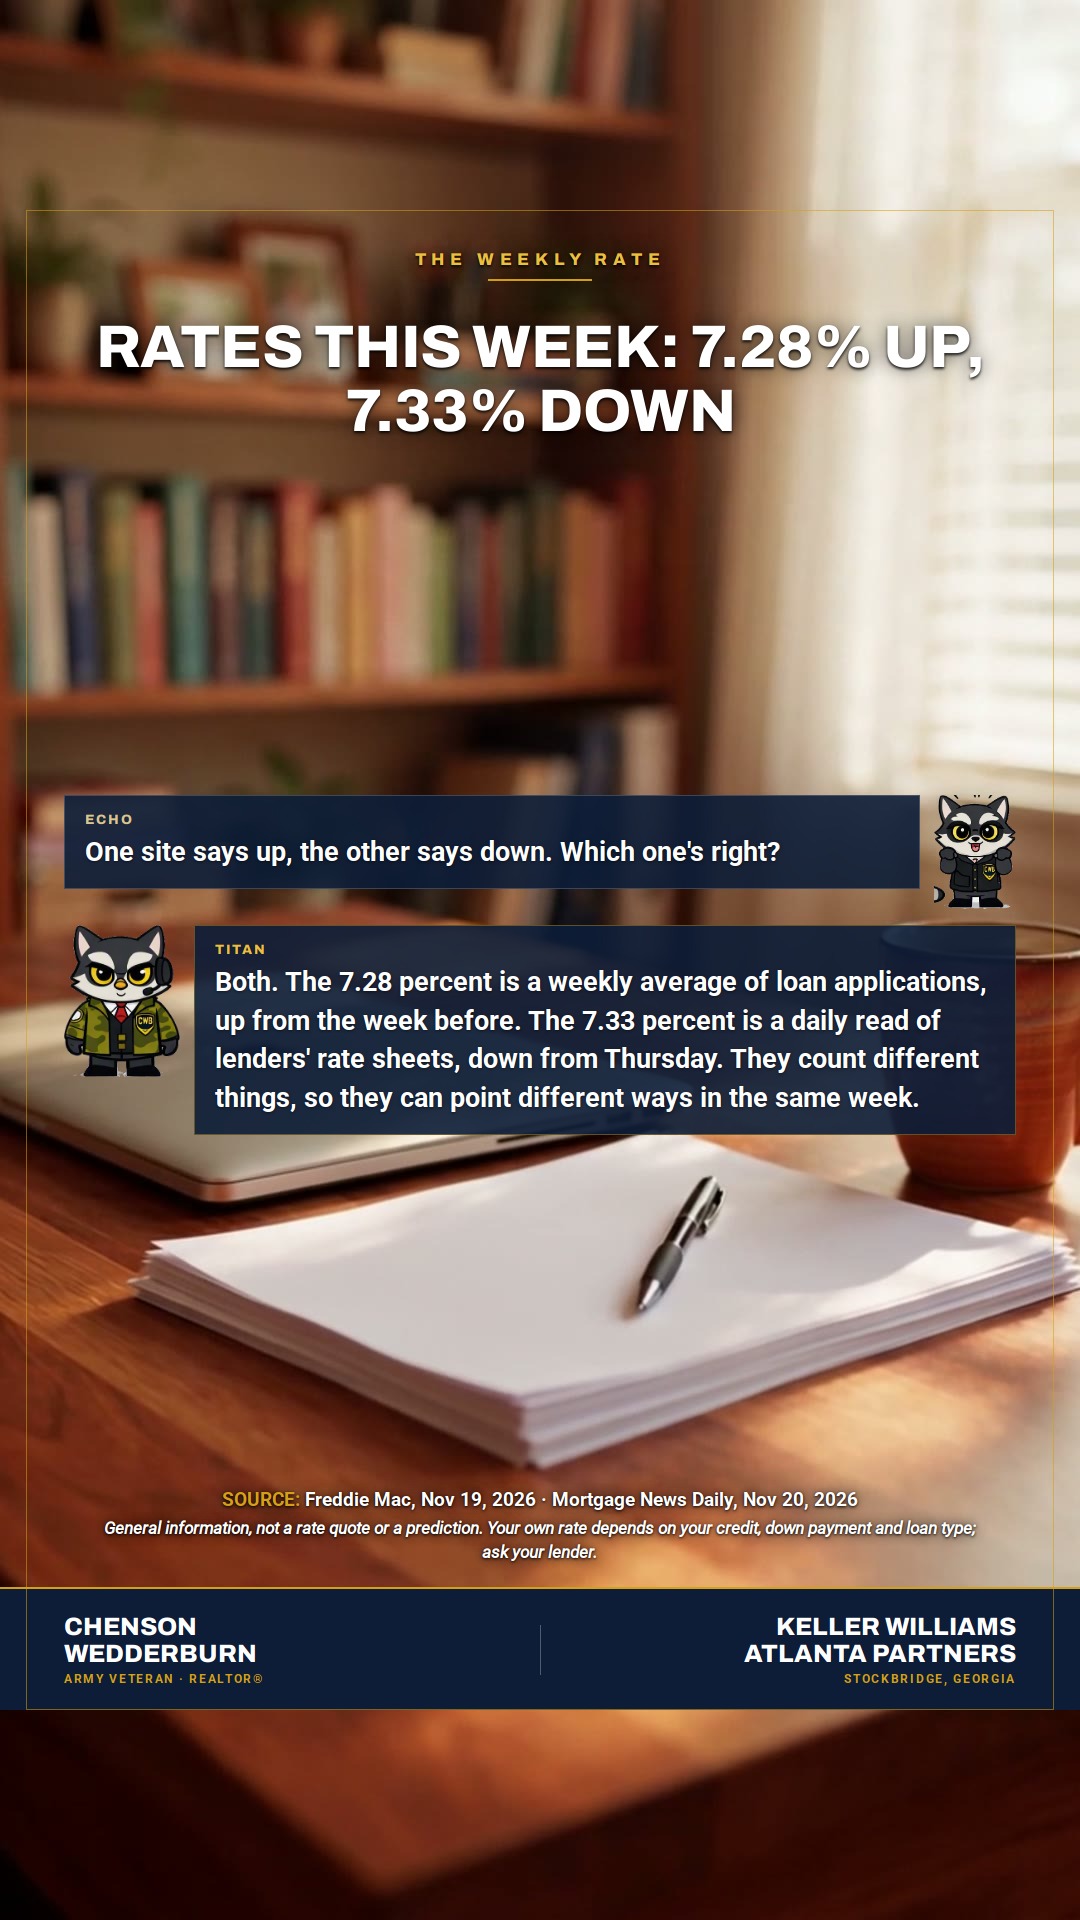 THE WEEKLY RATE
RATES THIS WEEK: 7.28% UP,
7.33% DOWN
ECHO
One site says up, the other says down. Which one's right?
CWB
TITAN
Both. The 7.28 percent is a weekly average of loan applications,
up from the week before. The 7.33 percent is a daily read of
lenders' rate sheets, down from Thursday. They count different
things, so they can point different ways in the same week.
CWB
SOURCE: Freddie Mac, Nov 19, 2026 · Mortgage News Daily, Nov 20, 2026
General information, not a rate quote or a prediction. Your own rate depends on your credit, down payment and loan type;
ask your lender.
CHENSON
WEDDERBURN
ARMY VETERAN · REALTOR®
KELLER WILLIAMS
ATLANTA PARTNERS
STOCKBRIDGE, GEORGIA